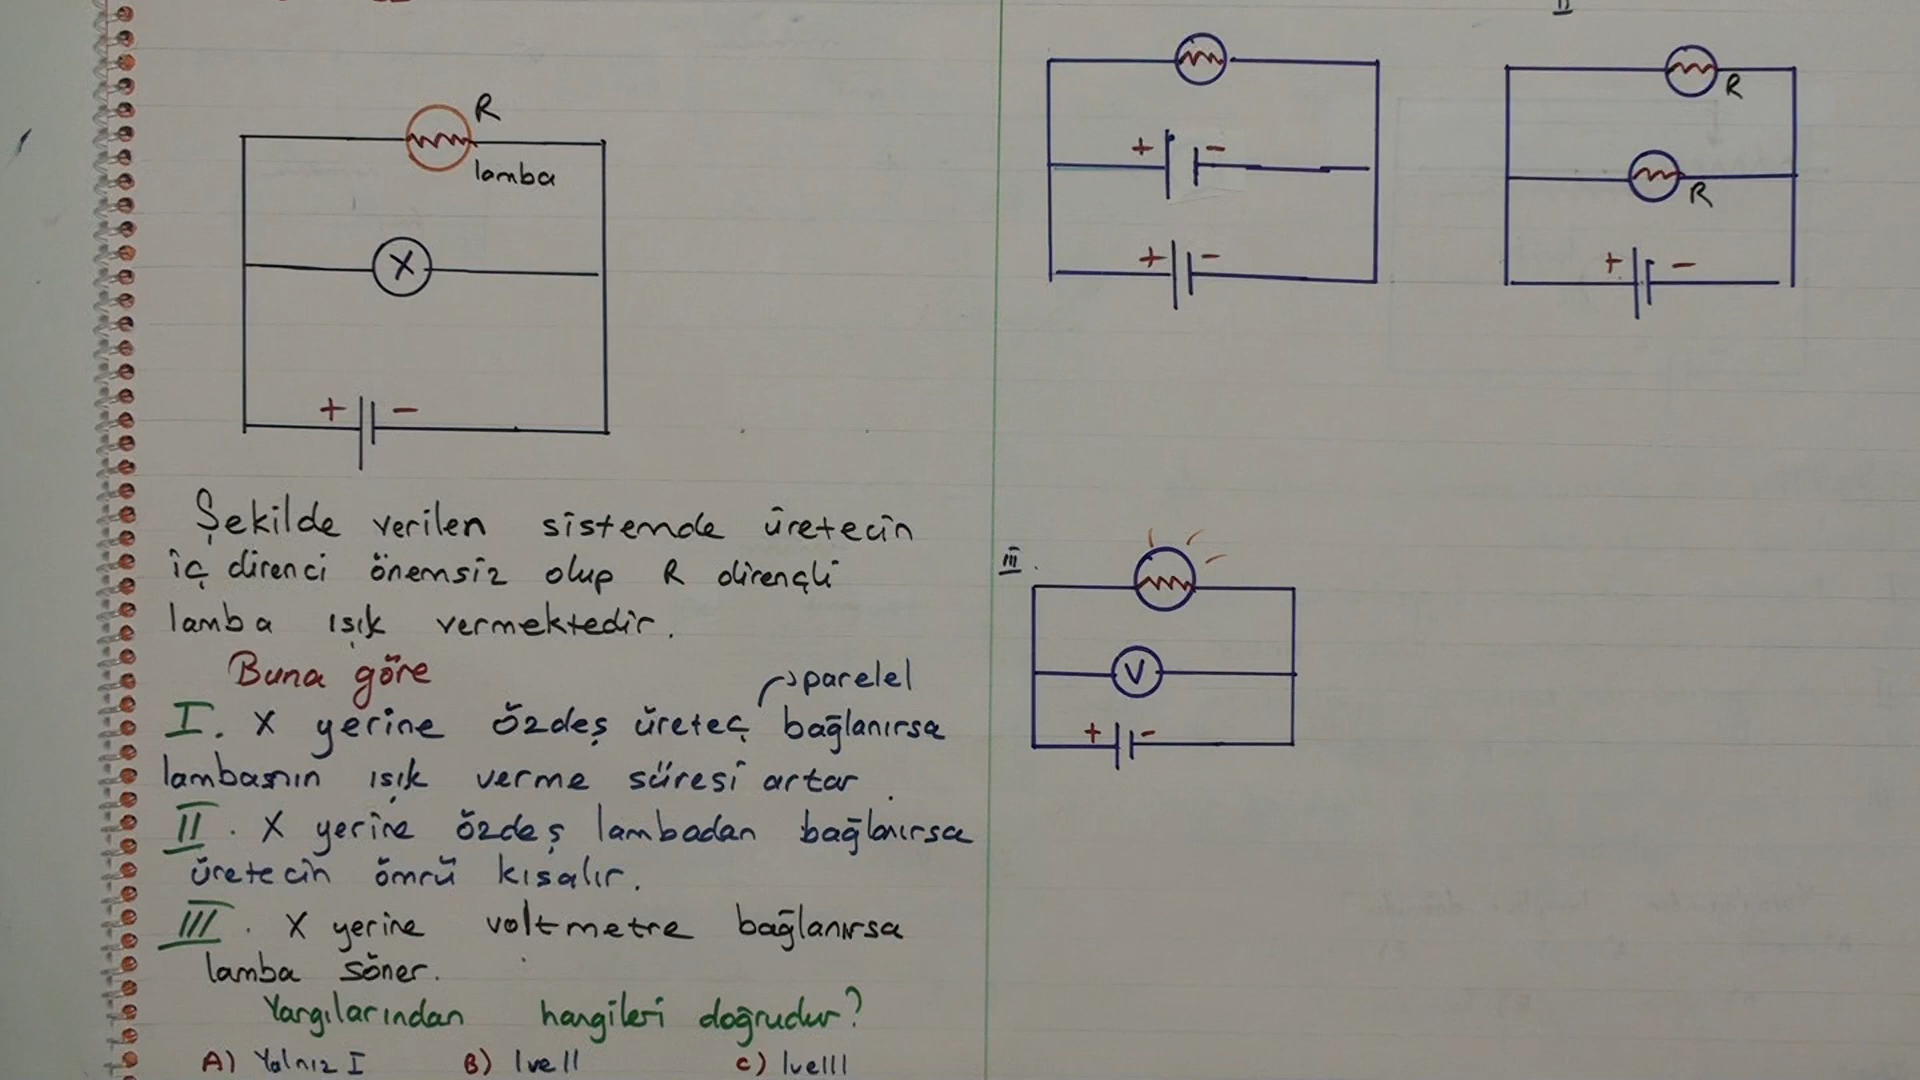 R
lamba
X
+ -
Şekilde verilen sistemde üretecin
iç direnci önemsiz olup R dirençli
lamba ışık vermektedir.
Buna göre
parelel
I. X yerine özdeş üreteç bağlanırsa
lambanın ışık verme süresi artar.
II. X yerine özdeş lambadan bağlanırsa
üretecin ömrü kısalır.
III. X yerine voltmetre bağlanırsa
lamba söner.
Yargılarından hangileri doğrudur?
A) Yalnız I B) I ve II C) I ve III
+ -
+ -
II
R
R
+ -
III.
V
+ -